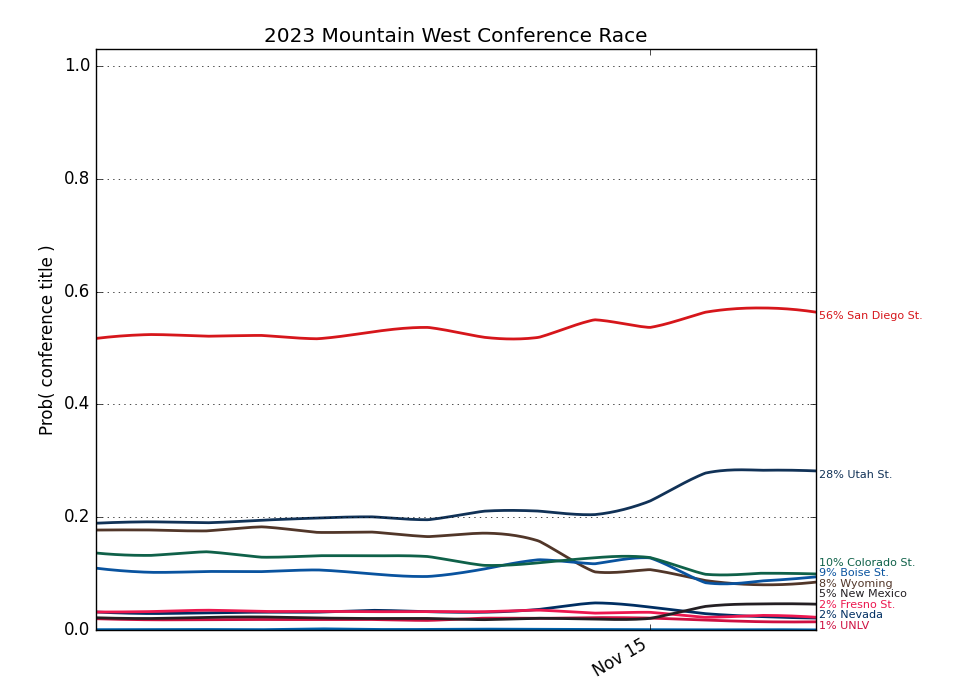 2023 Mountain West Conference Race
1.0
0.8
0.6
0.4
0.2
0.0
Prob( conference title )
56% San Diego St.
28% Utah St.
10% Colorado St.
9% Boise St.
8% Wyoming
5% New Mexico
2% Fresno St.
2% Nevada
1% UNLV
Nov 15